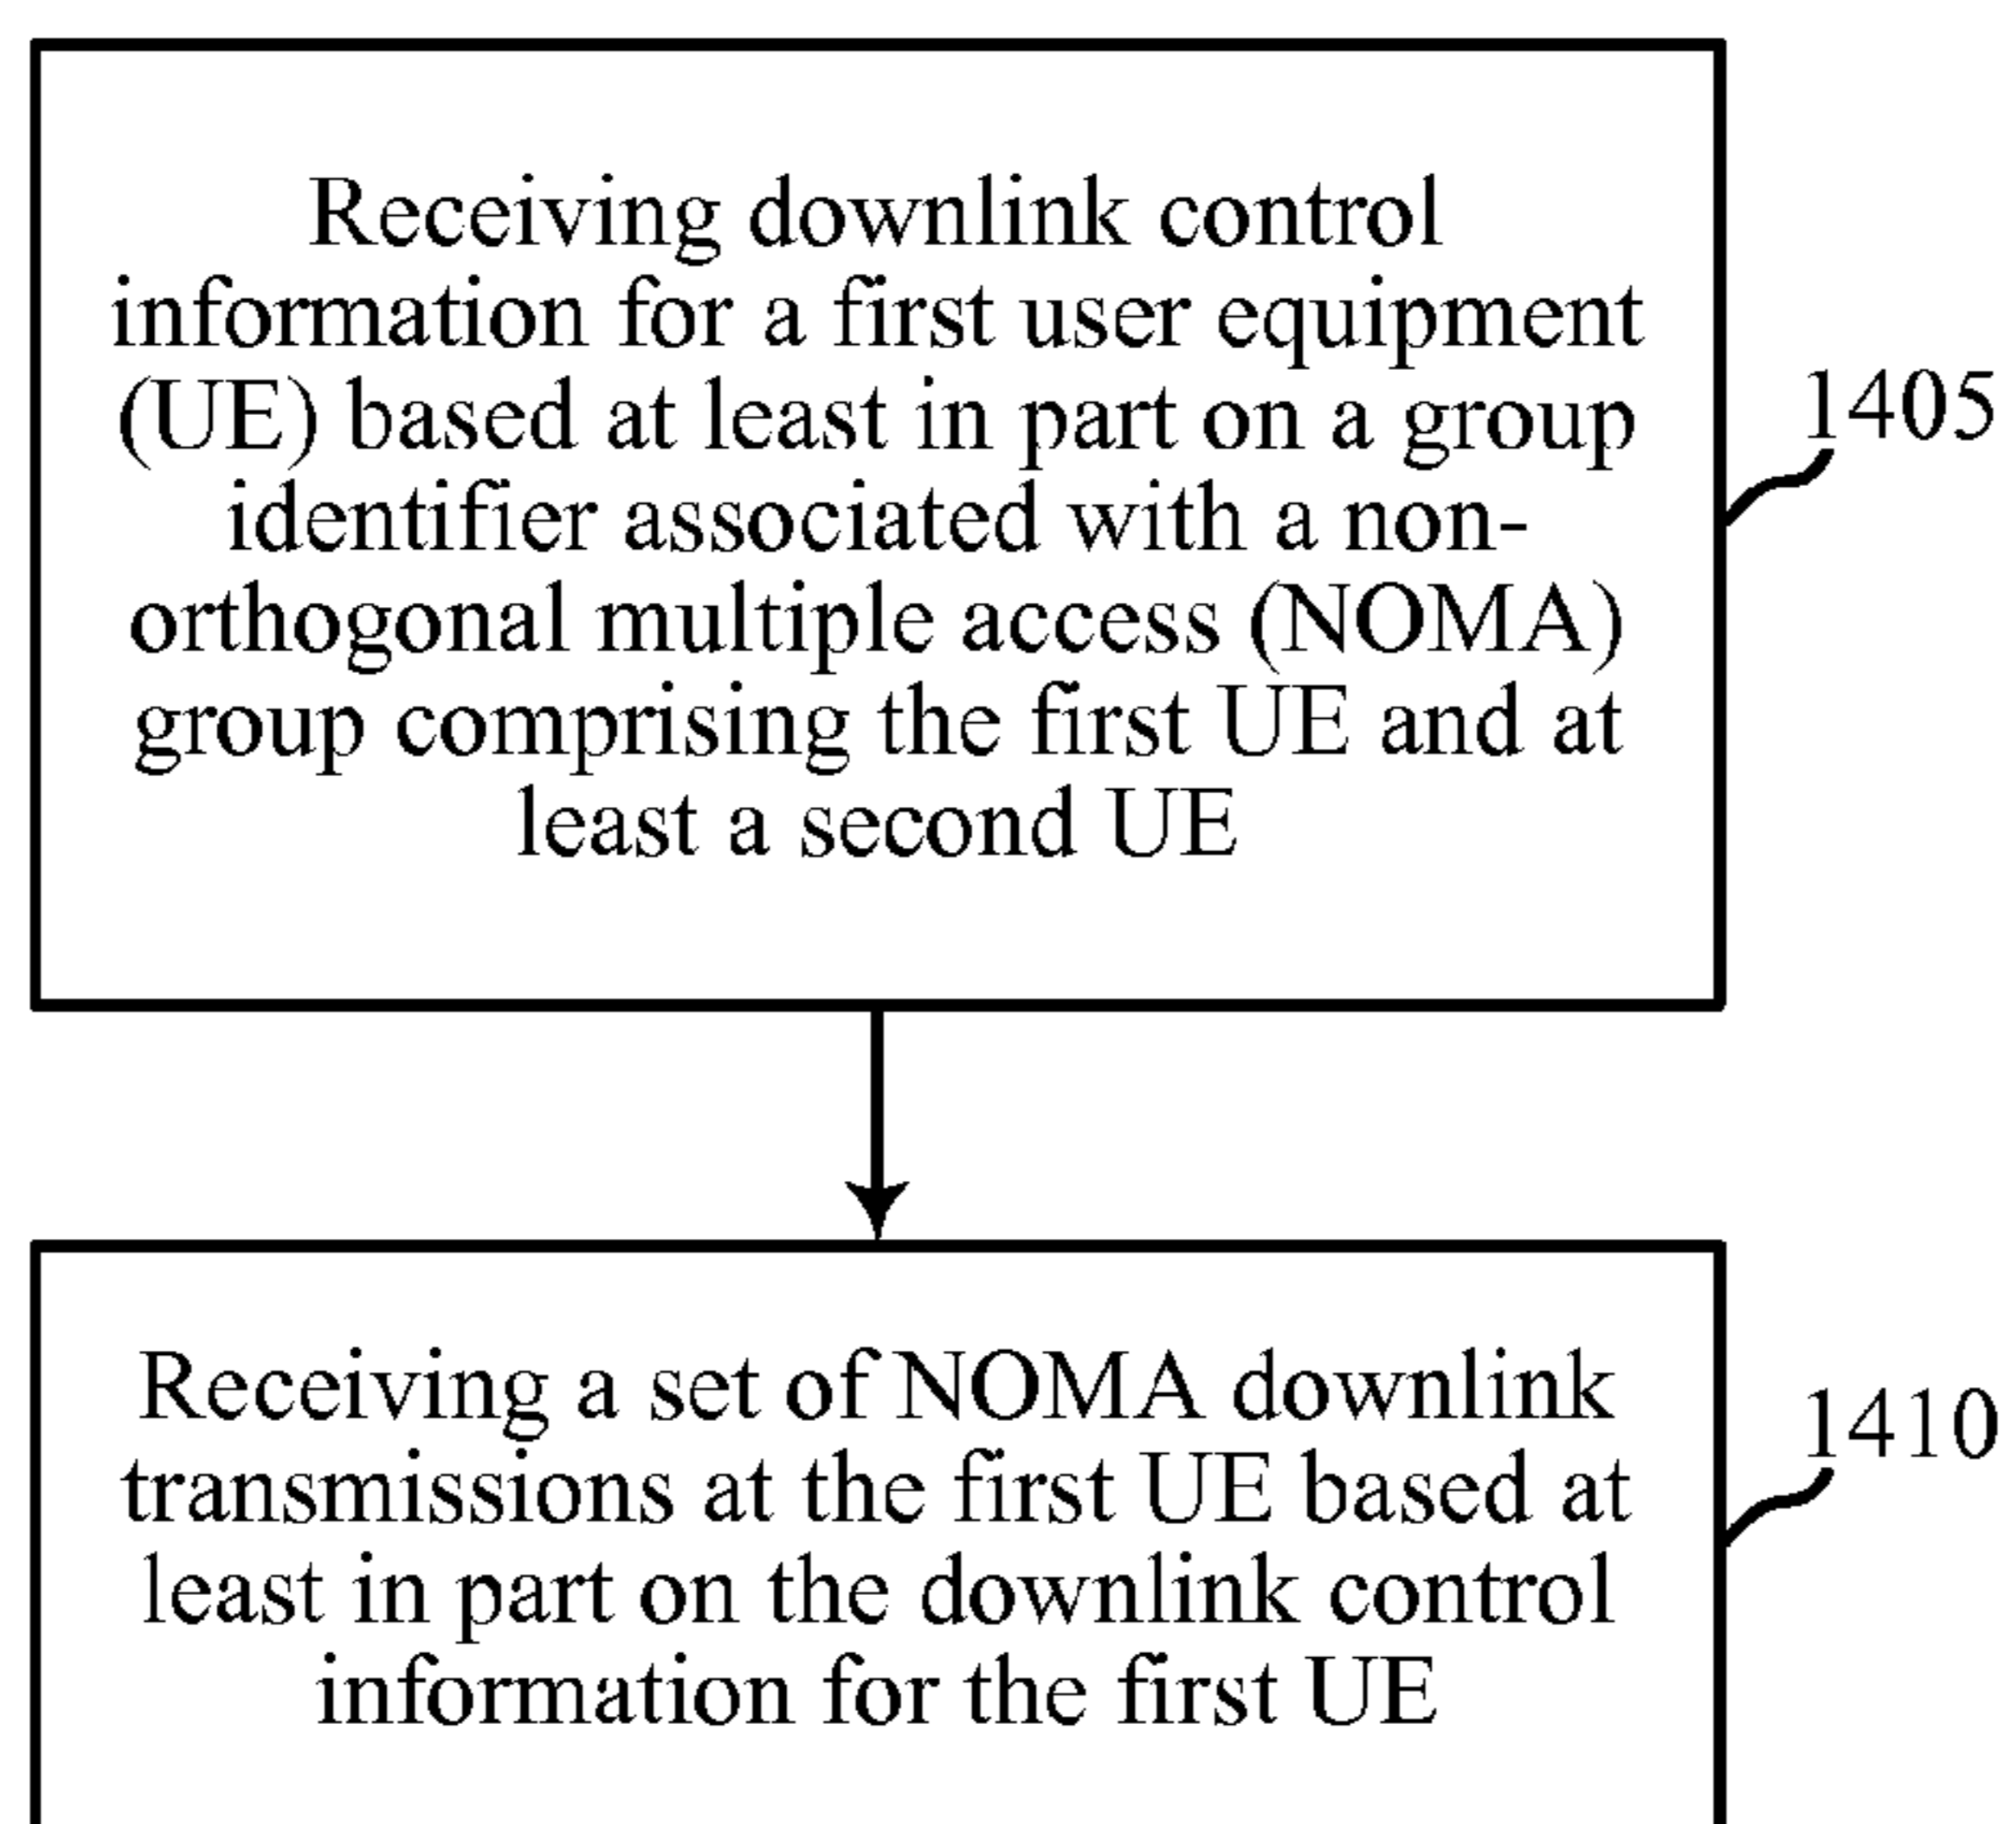 Receiving downlink control
information for a first user equipment
(UE) based at least in part on a group
identifier associated with a non-
orthogonal multiple access (NOMA)
group comprising the first UE and at
least a second UE
1405
Receiving a set of NOMA downlink
transmissions at the first UE based at
least in part on the downlink control
information for the first UE
1410